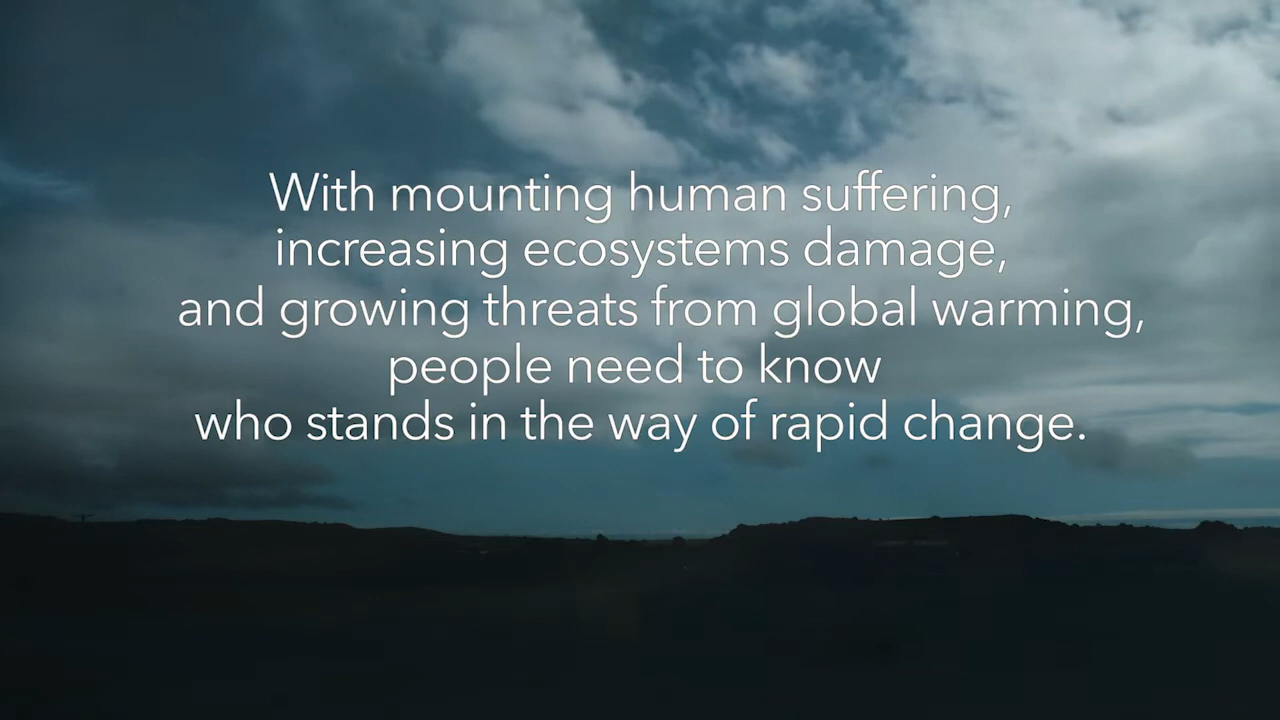 With mounting human suffering,
increasing ecosystems damage,
and growing threats from global warming,
people need to know
who stands in the way of rapid change.